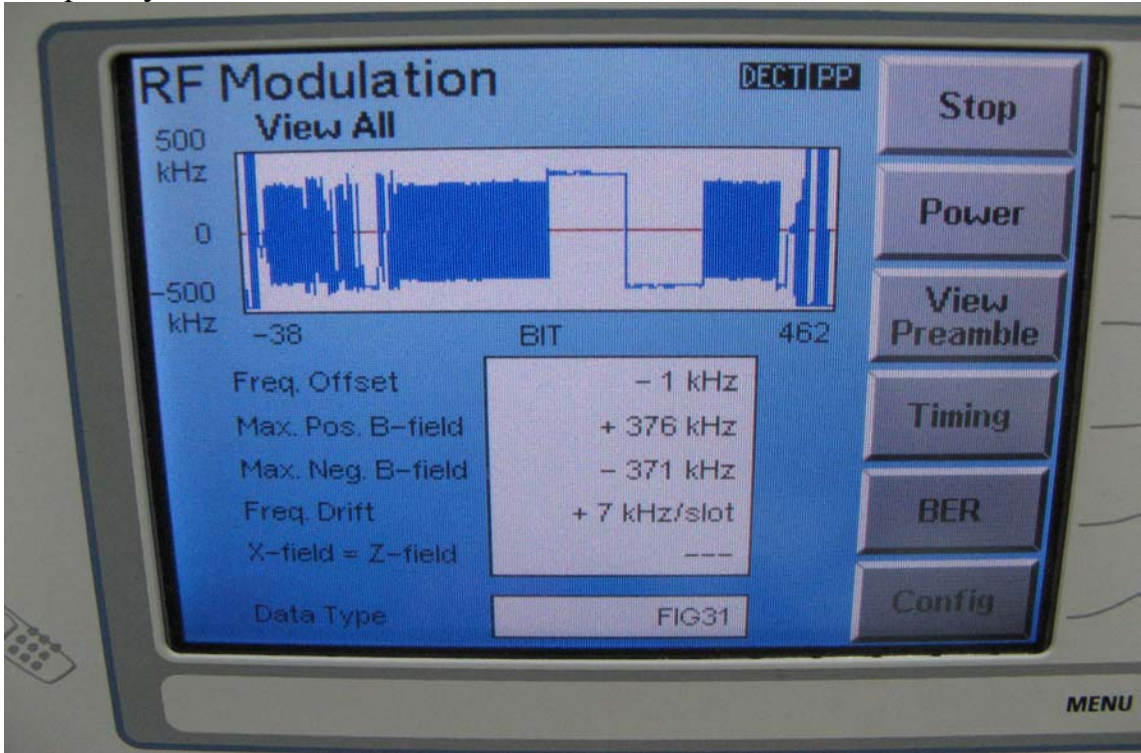 RF Modulation
DECT PP
View All
500
kHz
0
-500
kHz
-38
BIT
462
Freq. Offset
- 1 kHz
Max. Pos. B-field
+ 376 kHz
Max. Neg. B-field
- 371 kHz
Freq. Drift
+ 7 kHz/slot
X-field = Z-field
---
Data Type
FIG31
Stop
Power
View
Preamble
Timing
BER
Config
MENU